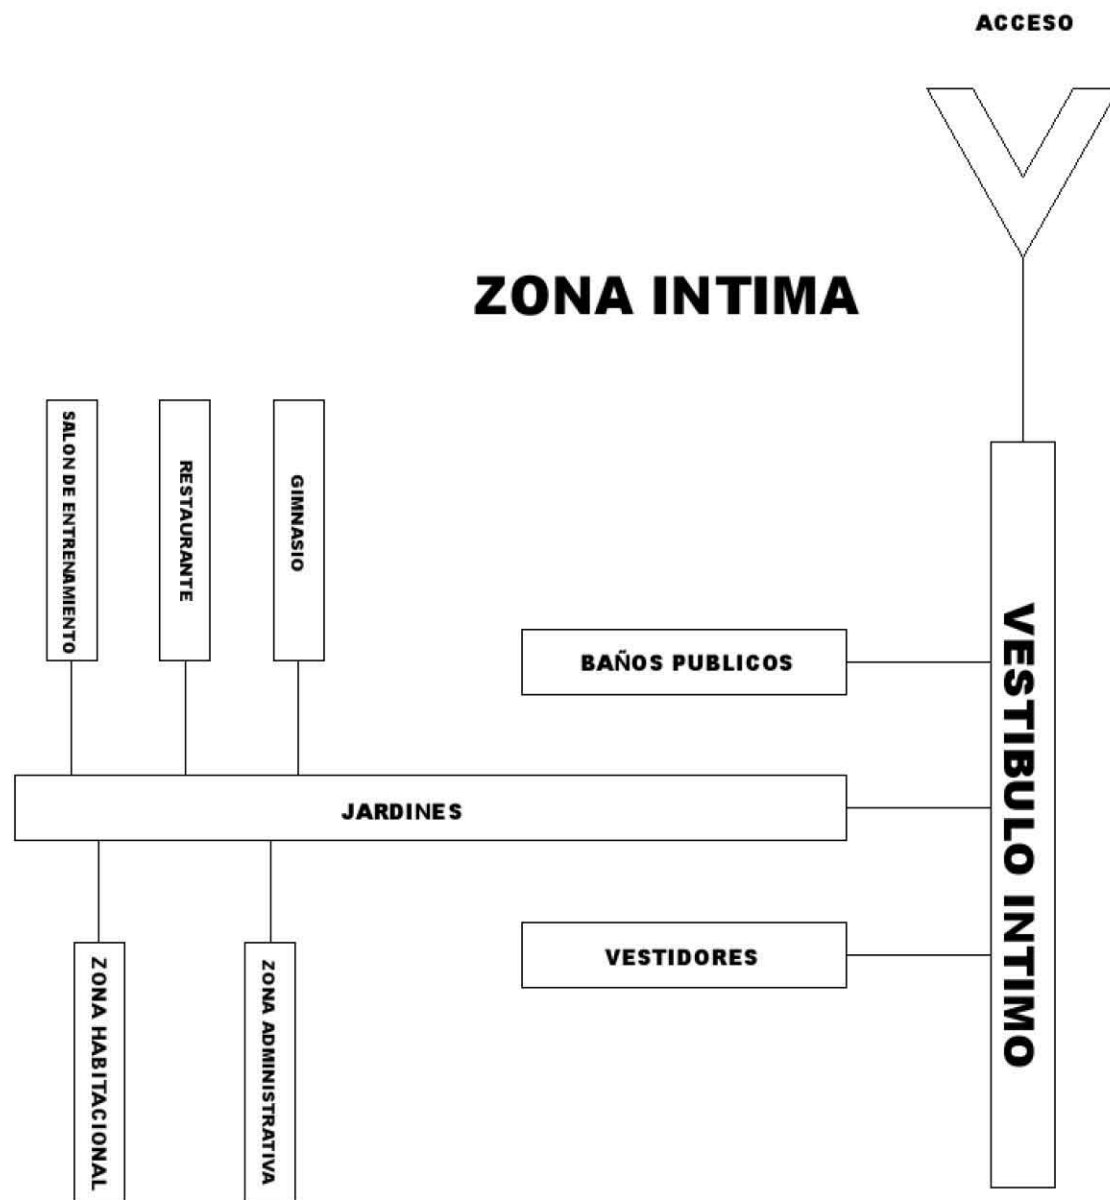 ACCESO
ZONA INTIMA
SALON DE ENTRENAMIENTO
RESTAURANTE
GIMNASIO
BAÑOS PUBLICOS
VESTIBULO INTIMO
JARDINES
VESTIDORES
ZONA HABITACIONAL
ZONA ADMINISTRATIVA